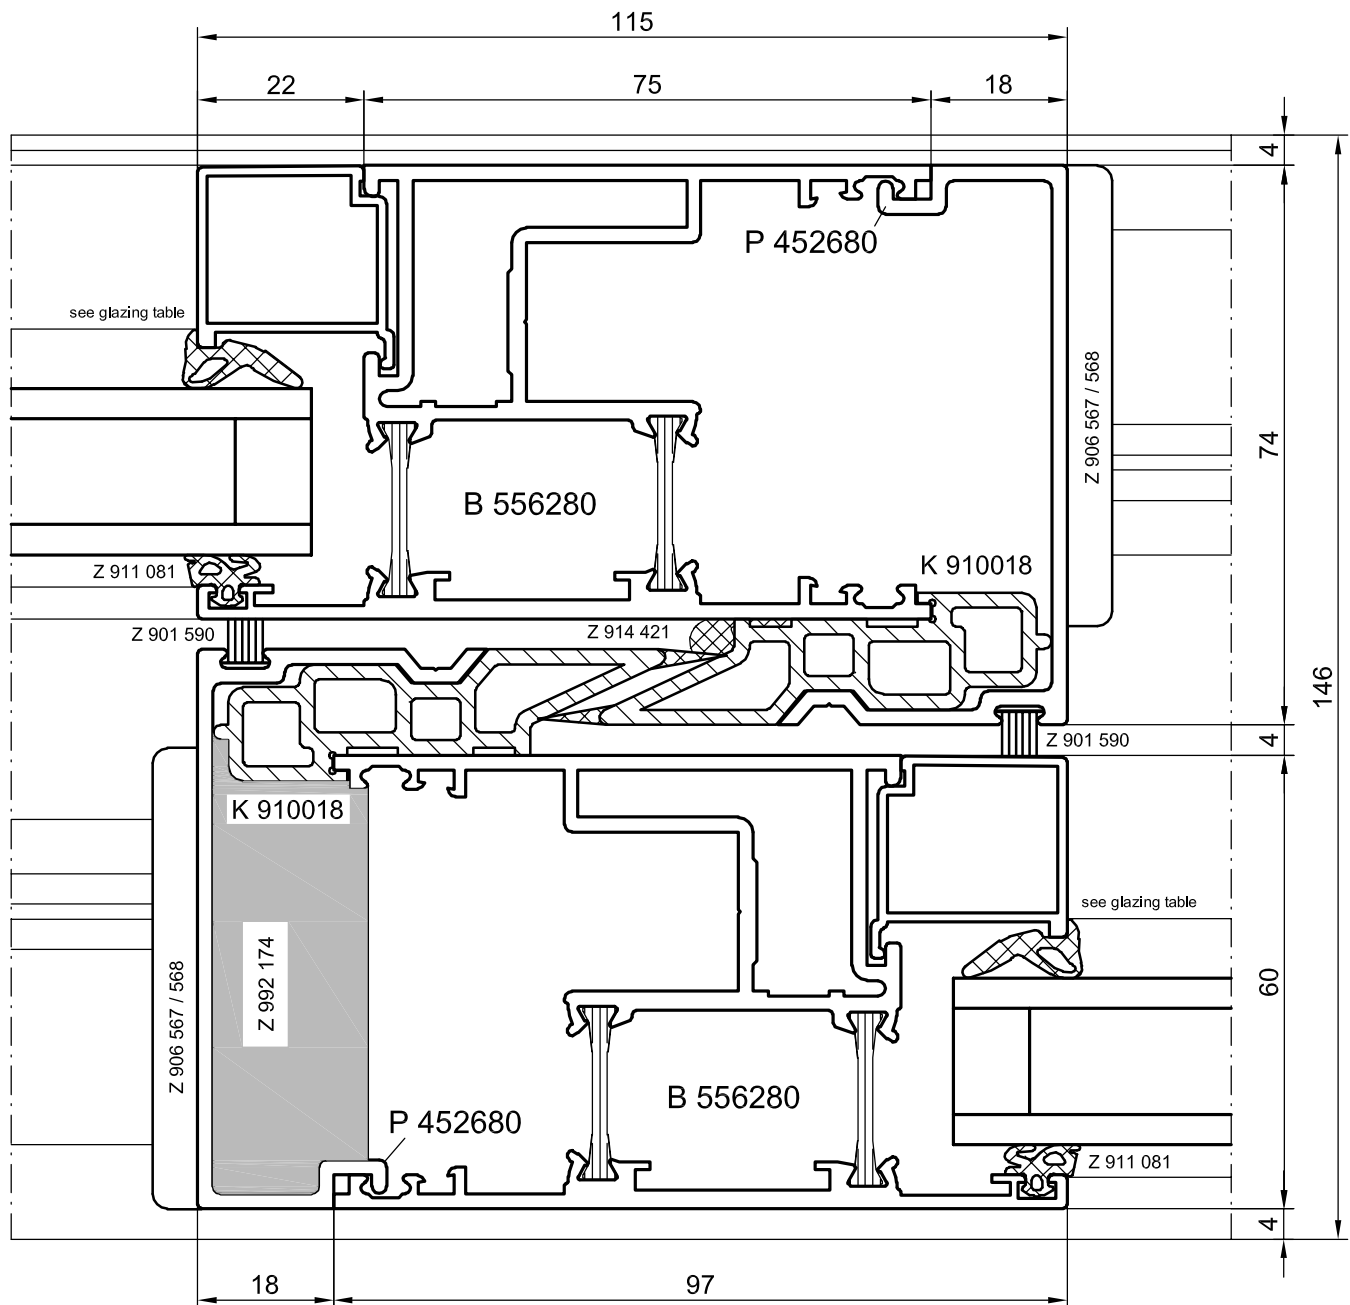 115
22
75
18
4
P 452680
see glazing table
Z 906 567 / 568
74
B 556280
K 910018
Z 911 081
Z 901 590
Z 914 421
146
Z 901 590
4
K 910018
see glazing table
Z 992 174
Z 906 567 / 568
60
B 556280
P 452680
Z 911 081
4
18
97